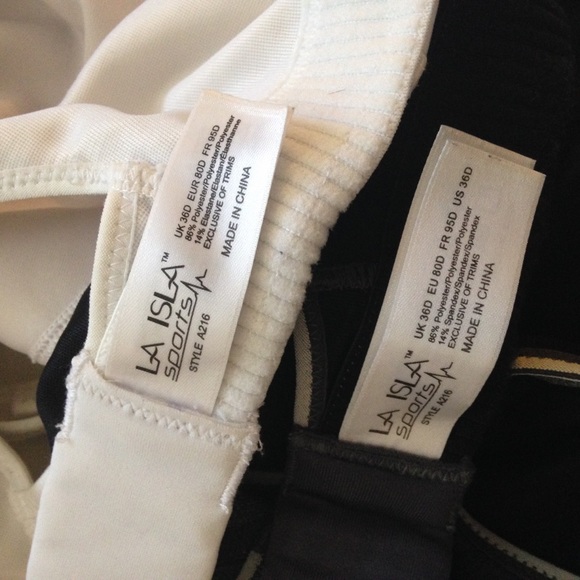 LA ISLA™
sports
STYLE A216
UK 36D EUR 80D FR 95D
86% Polyester/Polyester/Polyester
14% Elastane/Elastan/Elasthanne
EXCLUSIVE OF TRIMS
MADE IN CHINA
LA ISLA™
sports
STYLE A216
UK 36D EU 80D FR 95D US 36D
86% Polyester/Polyester/Polyester
14% Spandex/Spandex/Spandex
EXCLUSIVE OF TRIMS
MADE IN CHINA